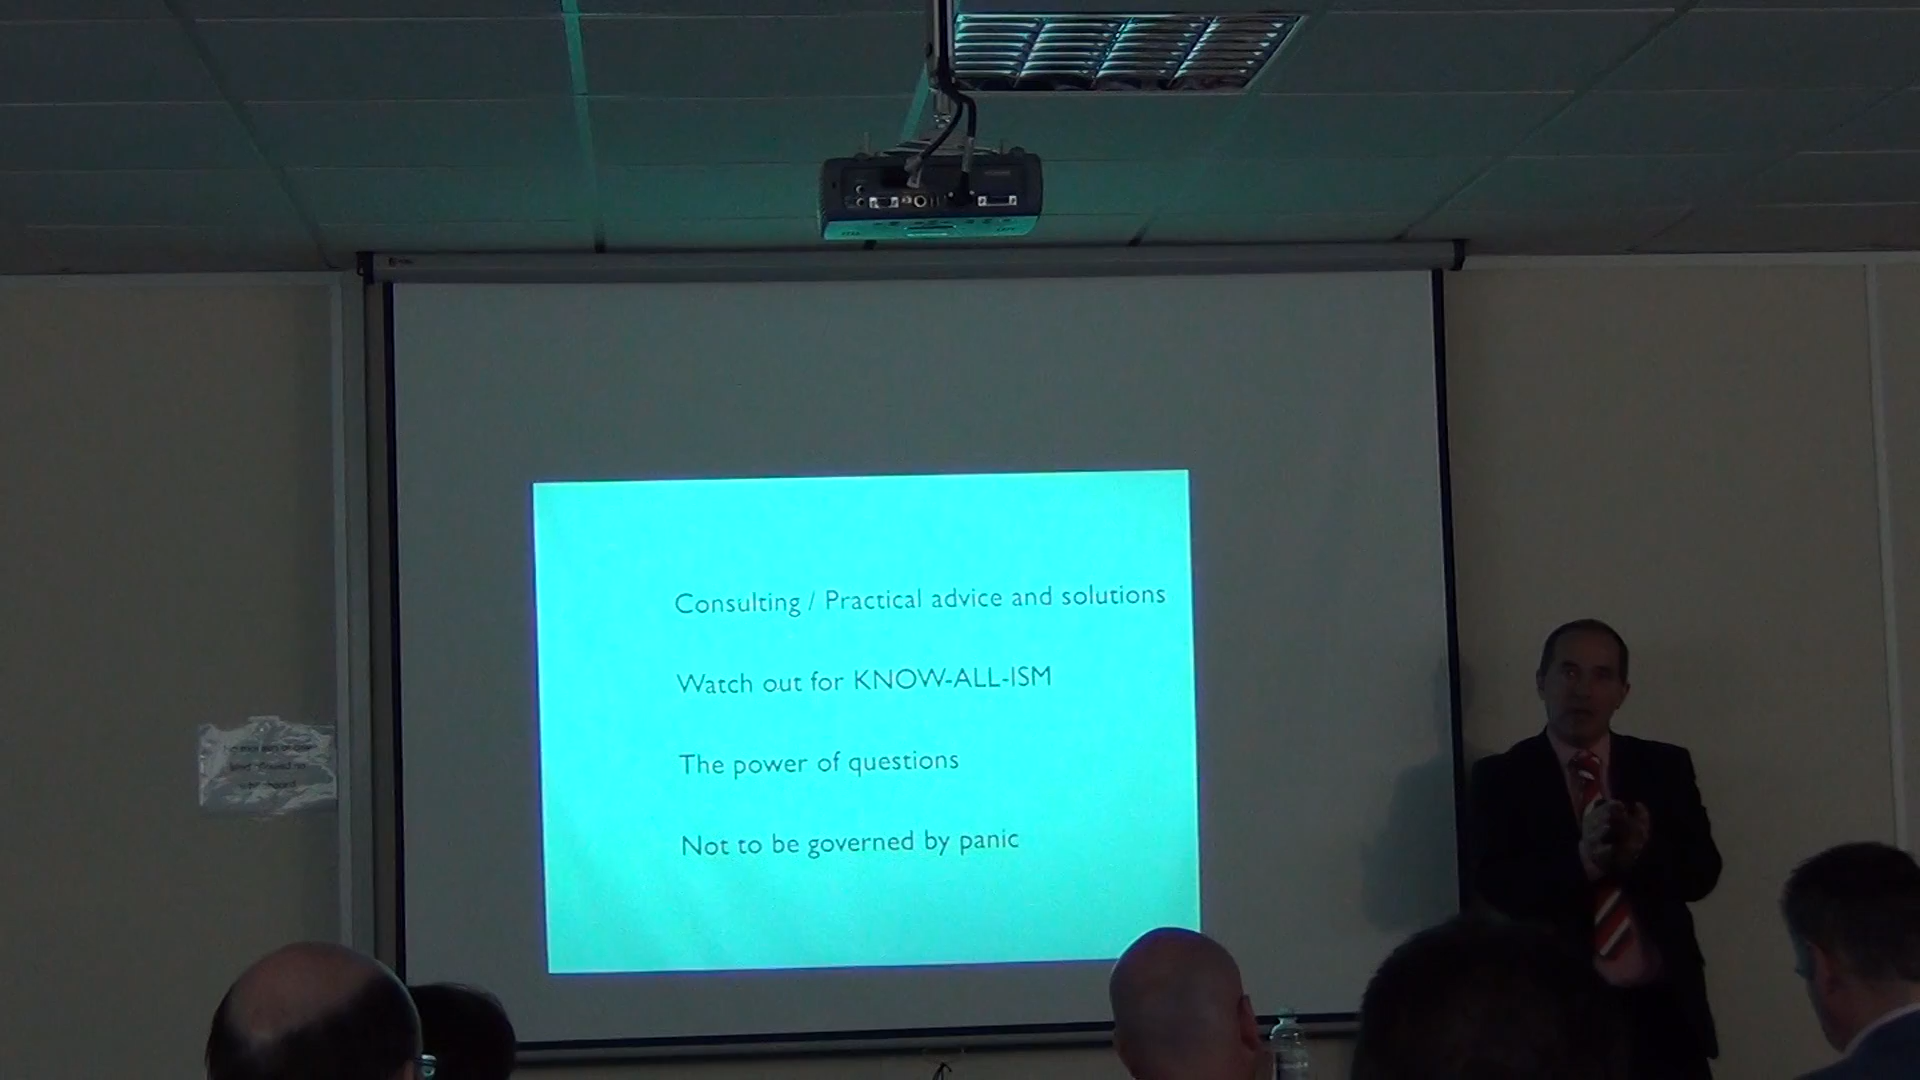 Consulting / Practical advice and solutions
Watch out for KNOW-ALL-ISM
The power of questions
Not to be governed by panic